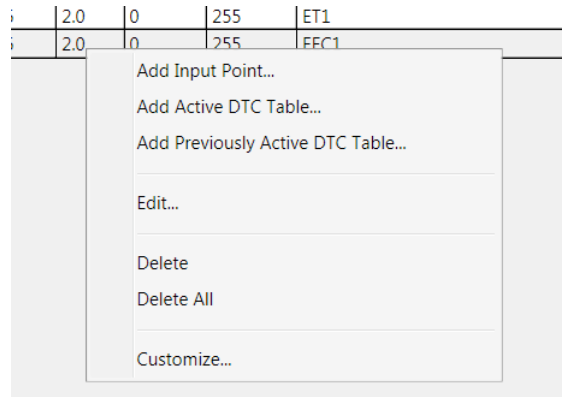 2.0 0 255 ET1
2.0 0 255 EEC1
Add Input Point...
Add Active DTC Table...
Add Previously Active DTC Table...
Edit...
Delete
Delete All
Customize...